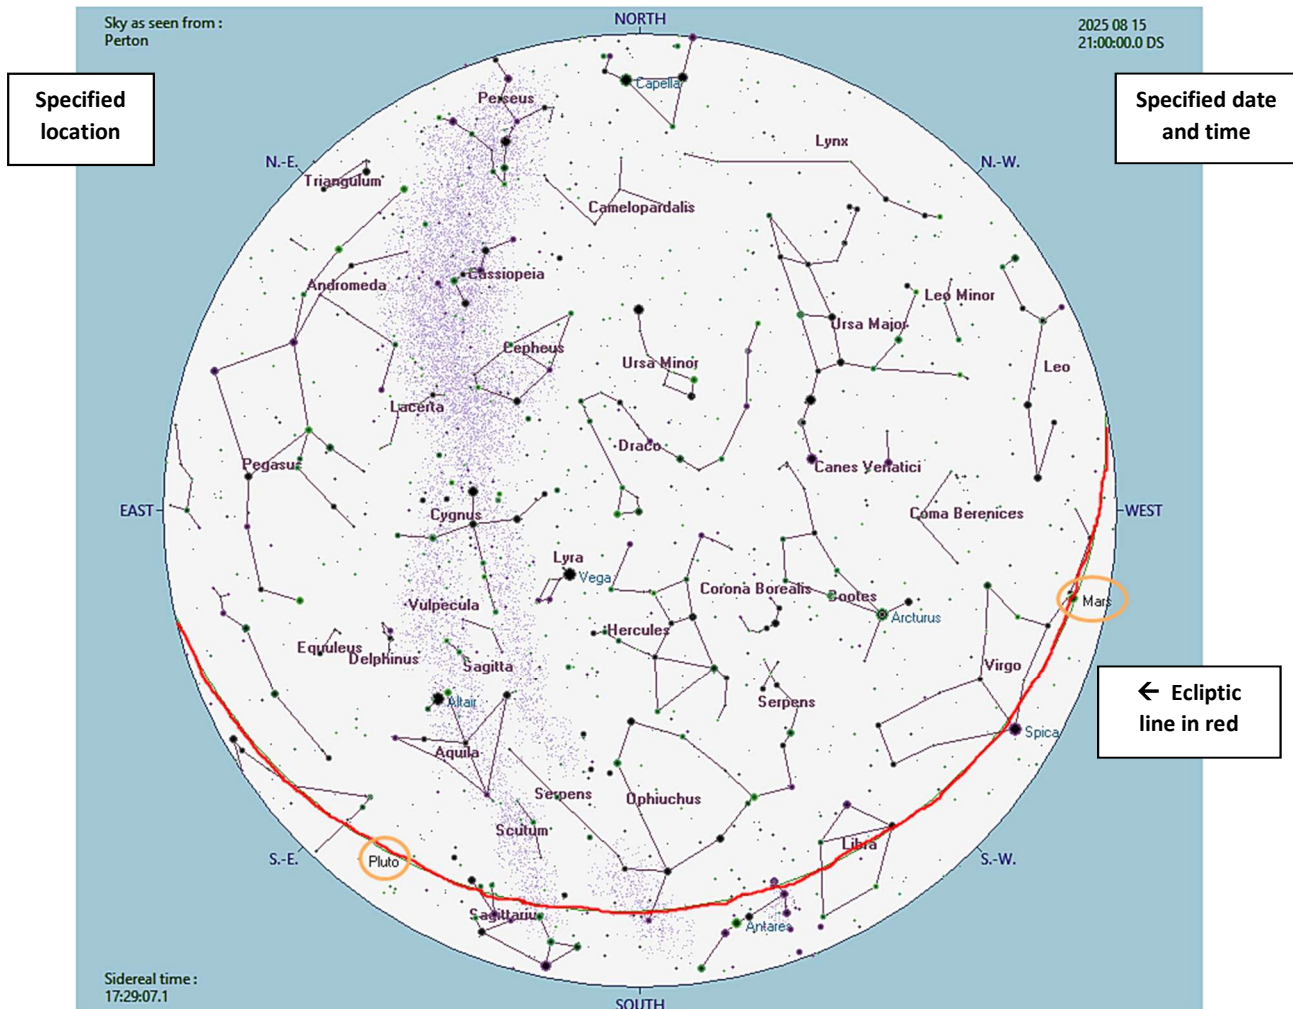 Sky as seen from :
Perton
NORTH
2025 08 15
21:00:00.0 DS
Specified
location
Specified date
and time
Capella
Perseus
Lynx
N.-E.
N.-W.
Triangulum
Camelopardalis
Cassiopeia
Andromeda
Leo Minor
Ursa Major
Cepheus
Ursa Minor
Leo
Lacerta
Draco
Pegasus
Canes Venatici
EAST
Cygnus
Coma Berenices
WEST
Lyra
Vega
Corona Borealis
Bootes
Mars
Vulpecula
Arcturus
Hercules
Equuleus
Delphinus
Sagitta
Virgo
Altair
Serpens
Spica
← Ecliptic
line in red
Aquila
Serpens
Ophiuchus
Scutum
Libra
S.-E.
Pluto
S.-W.
Sagittariu
Antares
Sidereal time :
17:29:07.1
SOUTH